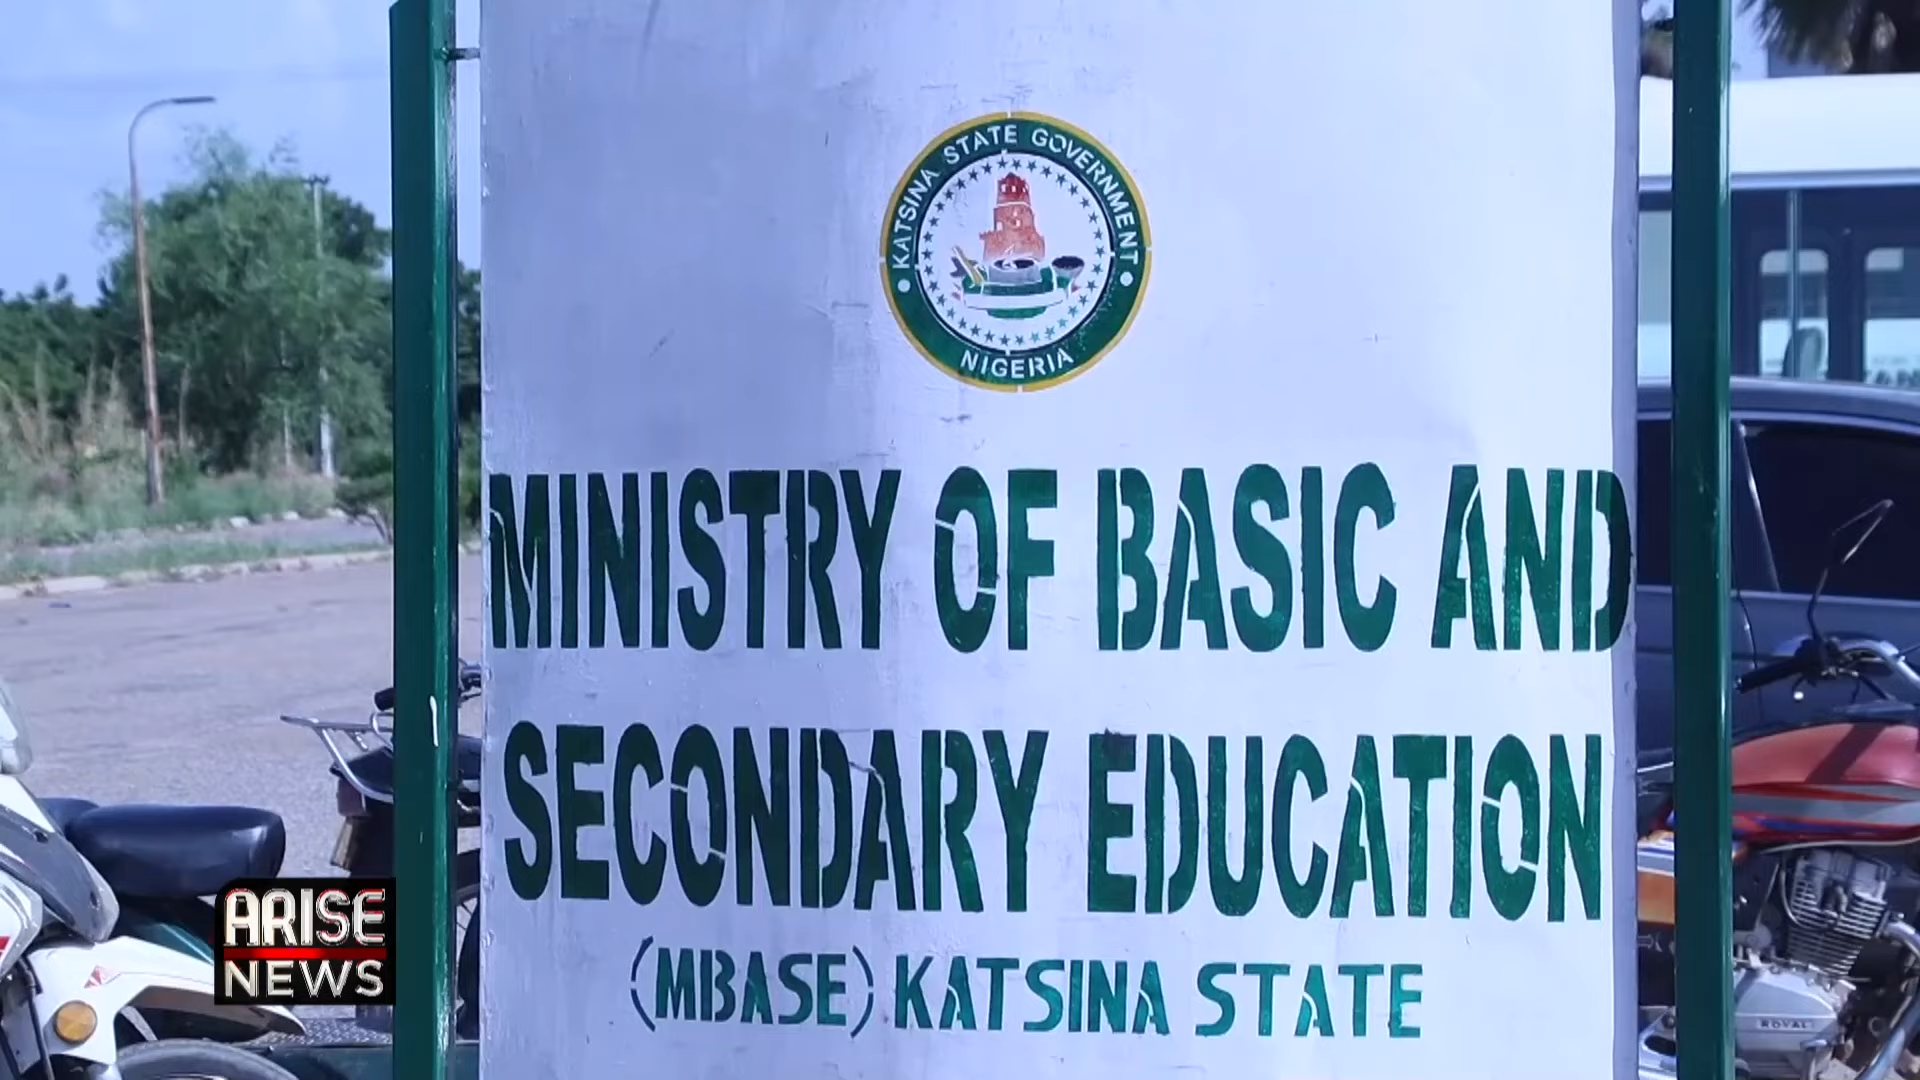 KATSINA STATE GOVERNMENT
NIGERIA
MINISTRY OF BASIC AND
SECONDARY EDUCATION
(MBASE) KATSINA STATE
ARISE
NEWS
ROYAL